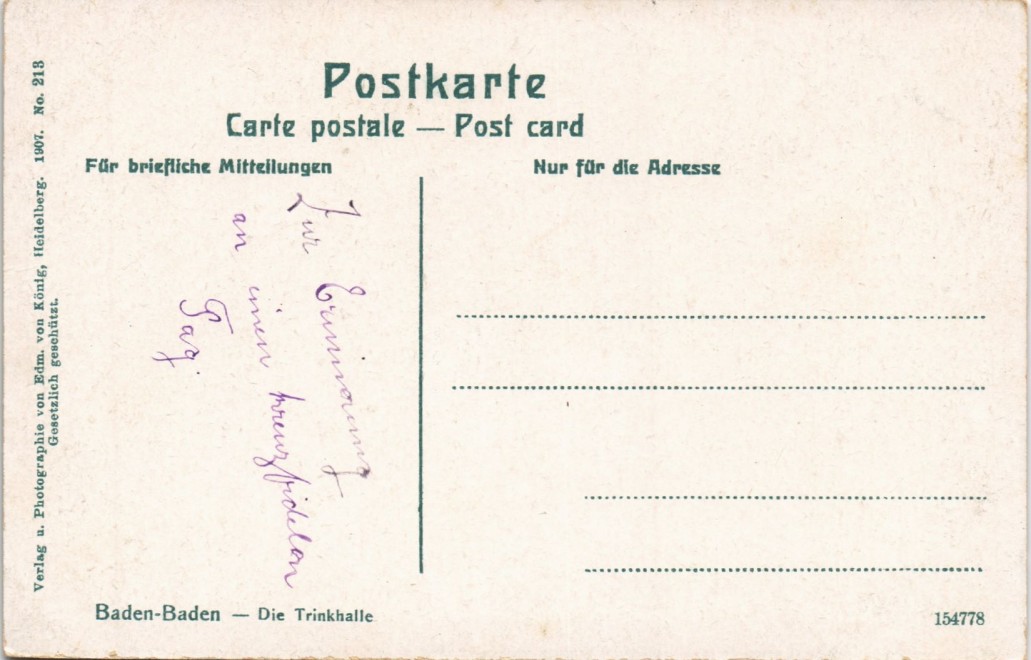 Postkarte
Carte postale — Post card
Für briefliche Mitteilungen
Nur für die Adresse
Zur Erinnerung
an einen kreuzfidelen
Tag.
Verlag u. Photographie von Edm. von König, Heidelberg. 1907. No. 213
Gesetzlich geschützt.
Baden-Baden — Die Trinkhalle
154778